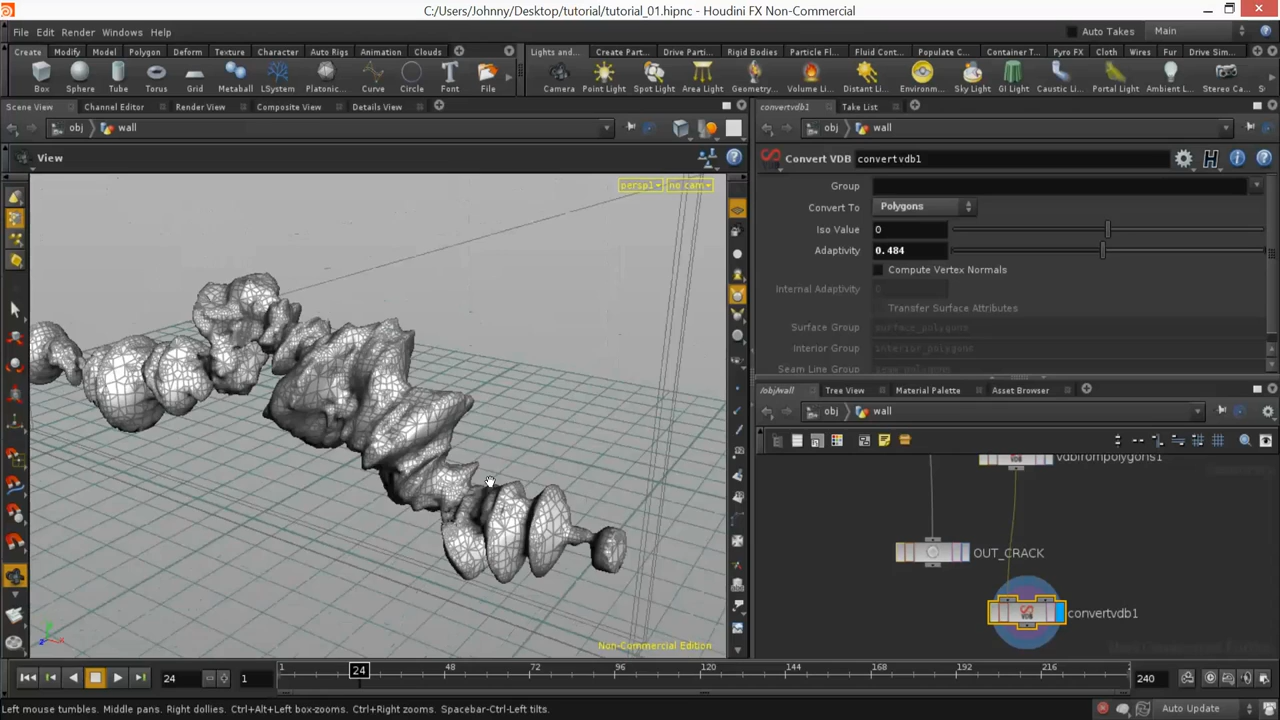 C:/Users/Johnny/Desktop/tutorial/tutorial_01.hipnc - Houdini FX Non-Commercial
File Edit Render Windows Help
Auto Takes Main
Create Modify Model Polygon Deform Texture Character Auto Rigs Animation Clouds
Lights and... Create Part... Drive Parti... Rigid Bodies Particle Fl... Fluid Cont... Populate C... Container T... Pyro FX Cloth Wires Fur Drive Sim...
Box Sphere Tube Torus Grid Metaball LSystem Platonic... Curve Circle Font File
Camera Point Light Spot Light Area Light Geometry... Volume Li... Distant Li... Environm... Sky Light GI Light Caustic Li... Portal Light Ambient L... Stereo Ca...
Scene View Channel Editor Render View Composite View Details View
convertvdb1 Take List
obj wall
obj wall
View
persp1 no cam
Convert VDB convertvdb1
Group
Convert To Polygons
Iso Value 0
Adaptivity 0.484
Compute Vertex Normals
Internal Adaptivity 0
Transfer Surface Attributes
Surface Group surface_polygons
Interior Group interior_polygons
Seam Line Group
/obj/wall Tree View Material Palette Asset Browser
obj wall
vdbfrompolygons1
OUT_CRACK
convertvdb1
Non-Commercial Edition
24 1 1 24 48 72 96 120 144 168 192 216 240
Left mouse tumbles. Middle pans. Right dollies. Ctrl+Alt+Left box-zooms. Ctrl+Right zooms. Spacebar-Ctrl-Left tilts.
Auto Update